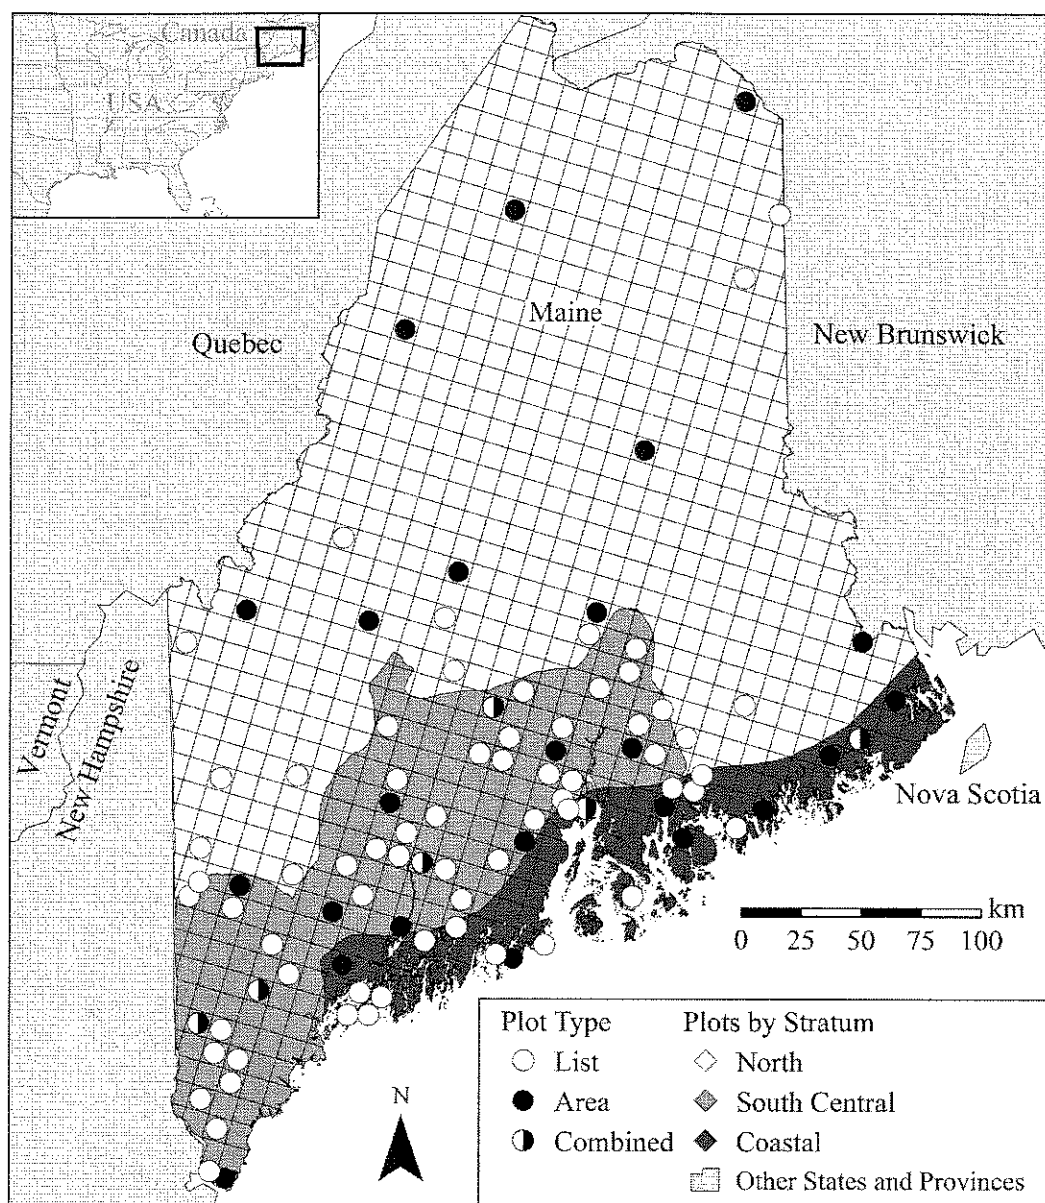 Canada
USA
Maine
Quebec
New Brunswick
Vermont
New Hampshire
Nova Scotia
km
0 25 50 75 100
N
Plot Type
List
Area
Combined
Plots by Stratum
North
South Central
Coastal
Other States and Provinces